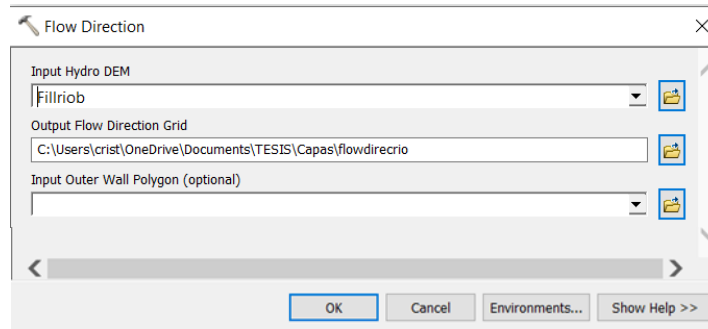 Flow Direction
Input Hydro DEM
Fillriob
Output Flow Direction Grid
C:\Users\crist\OneDrive\Documents\TESIS\Capas\flowdirecrio
Input Outer Wall Polygon (optional)
OK Cancel Environments... Show Help >>